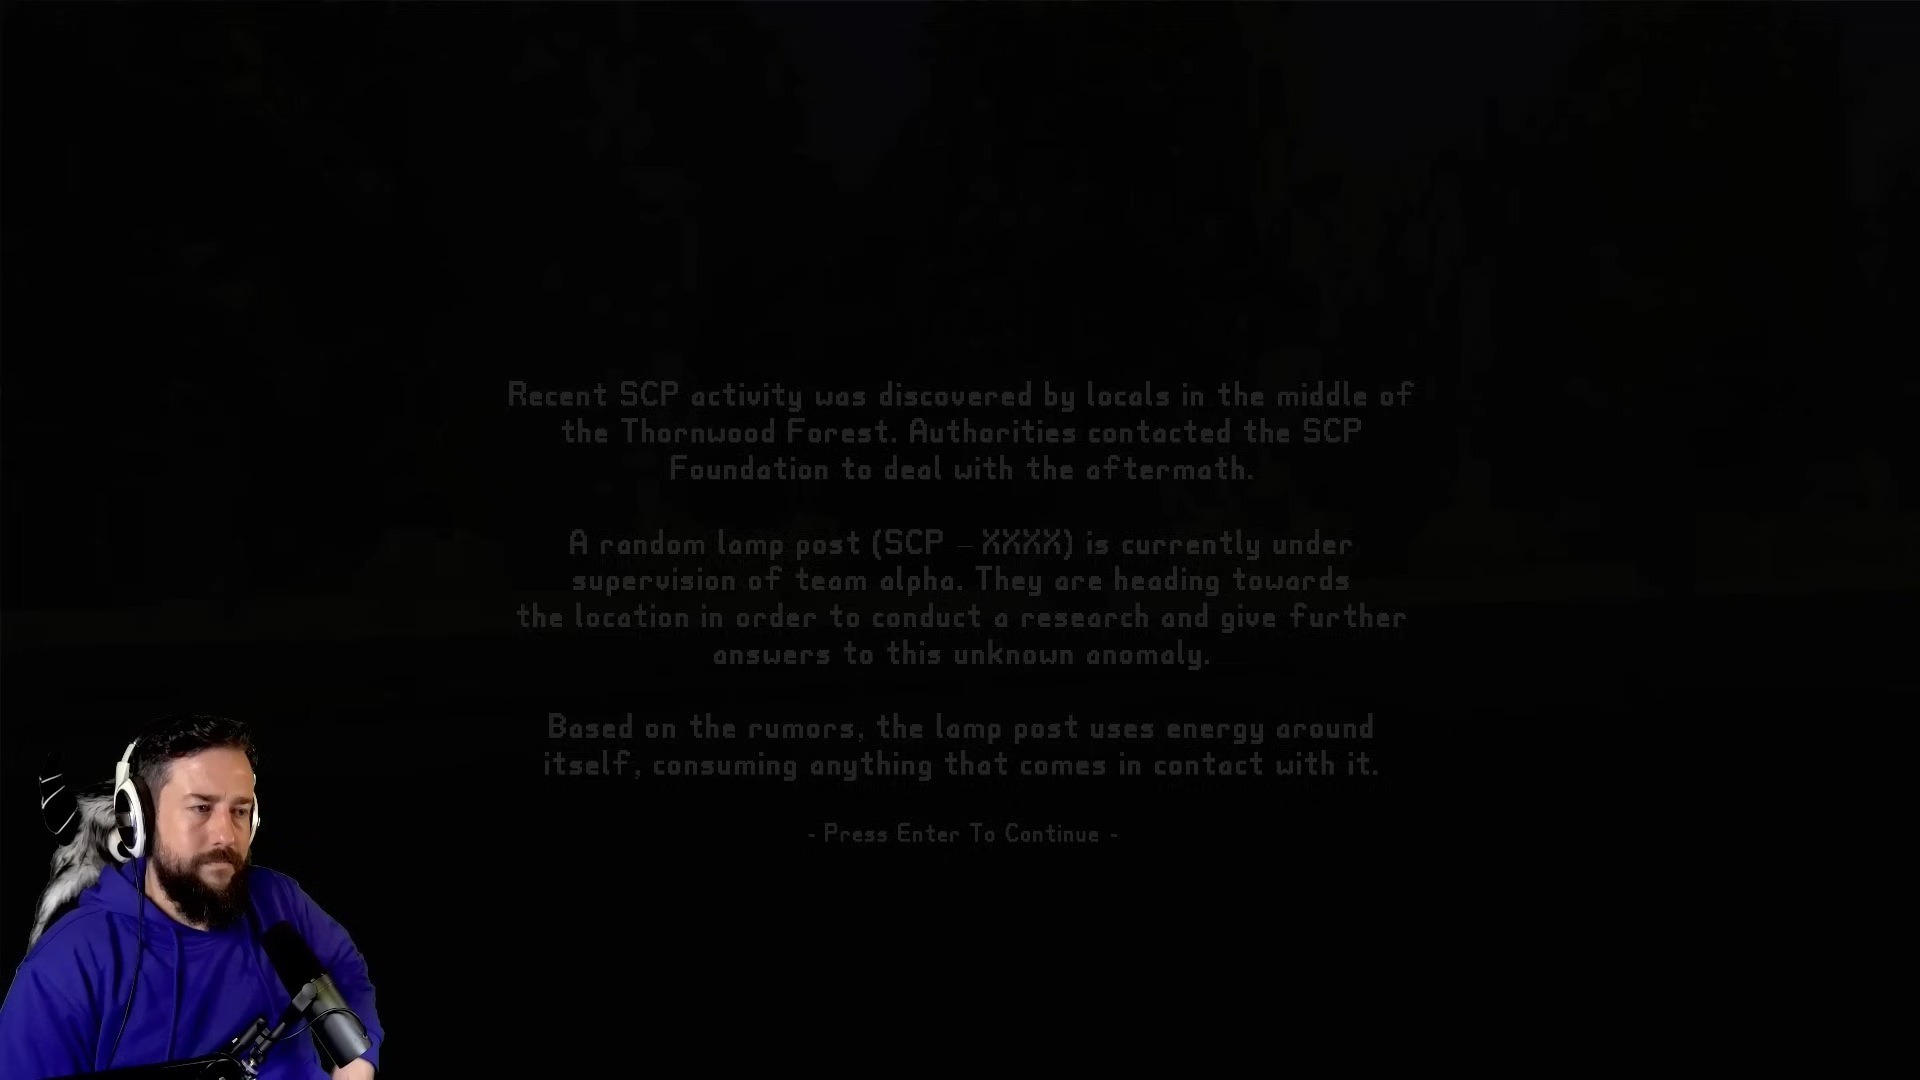 Recent SCP activity was discovered by locals in the middle of
the Thornwood Forest. Authorities contacted the SCP
Foundation to deal with the aftermath.
A random lamp post (SCP - XXXX) is currently under
supervision of team alpha. They are heading towards
the location in order to conduct a research and give further
answers to this unknown anomaly.
Based on the rumors, the lamp post uses energy around
itself, consuming anything that comes in contact with it.
- Press Enter To Continue -